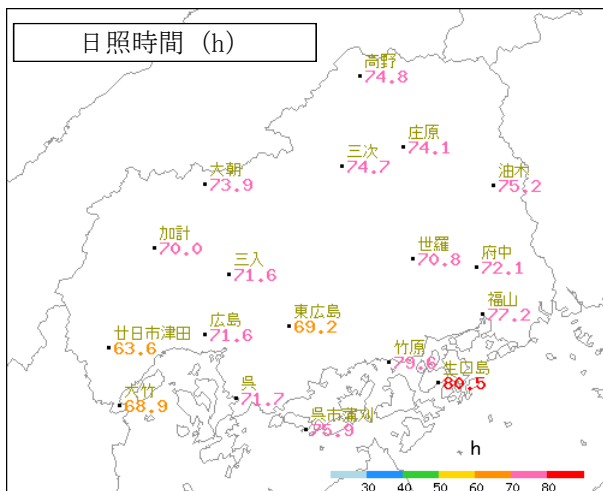 日照時間 (h)
高野
74.8
庄原
74.1
三次
74.7
大朝
73.9
油木
75.2
加計
70.0
三入
71.6
世羅
70.8
府中
72.1
福山
77.2
東広島
69.2
広島
71.6
廿日市津田
63.6
竹原
79.6
生口島
80.5
大竹
68.9
呉
71.7
呉市蒲刈
75.9
h
30 40 50 60 70 80